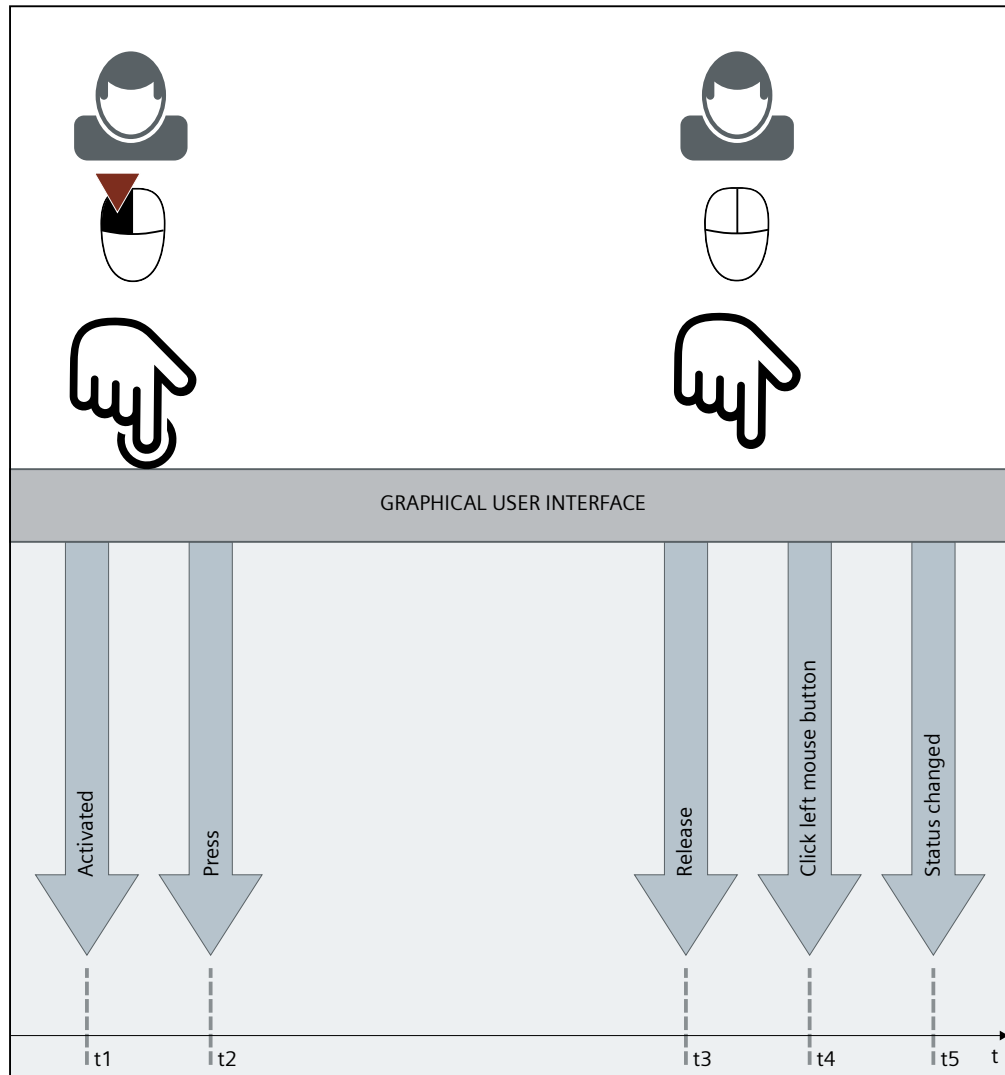 GRAPHICAL USER INTERFACE
Activated
Press
Release
Click left mouse button
Status changed
t1
t2
t3
t4
t5
t